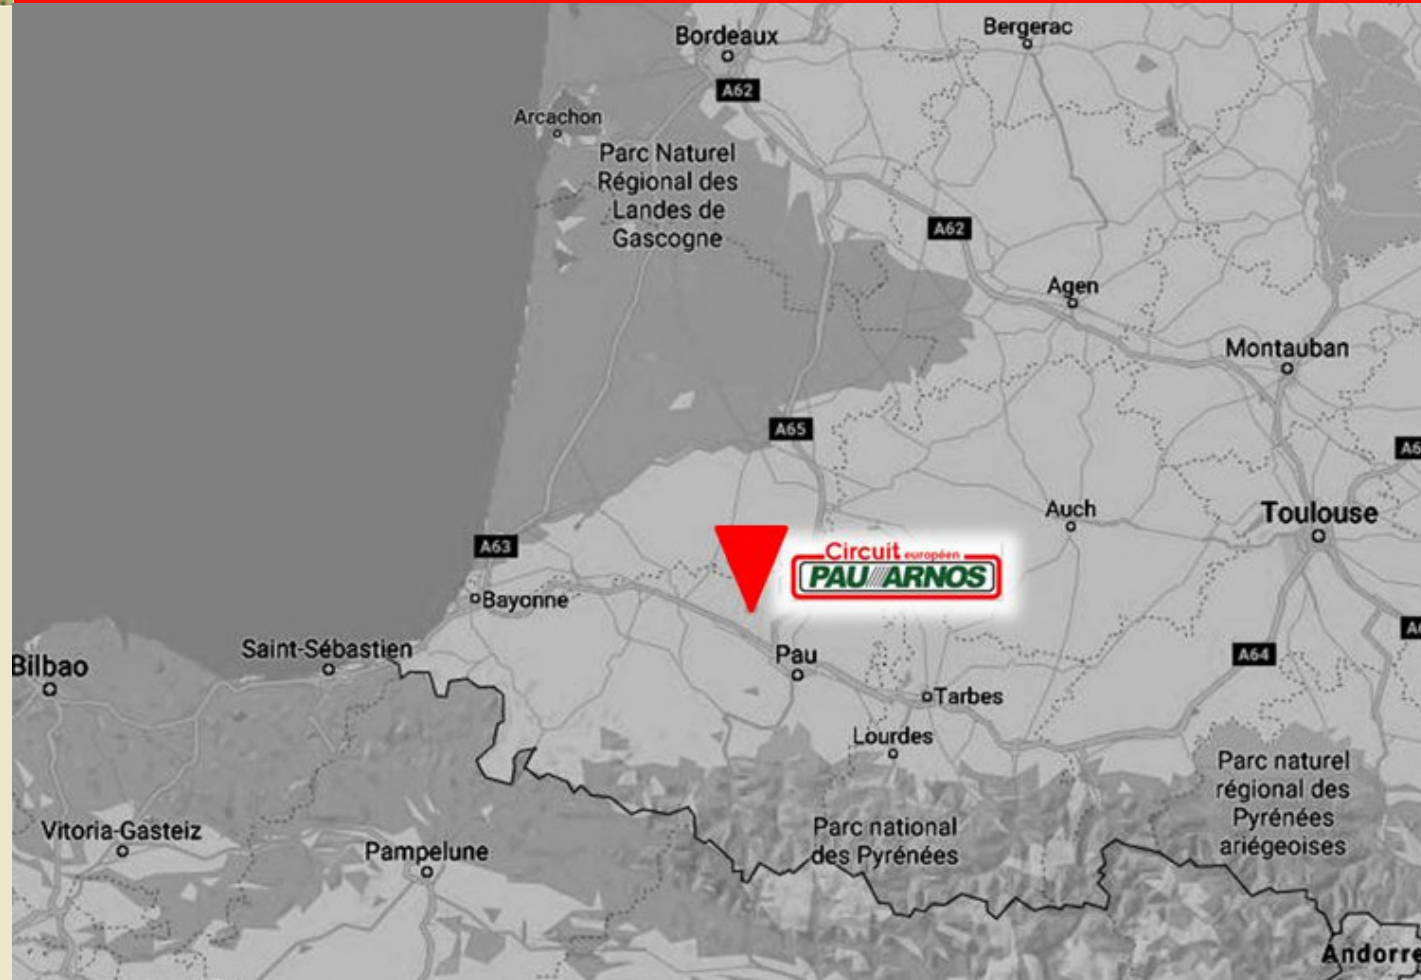 Bordeaux
Bergerac
A62
Arcachon
Parc Naturel
Régional des
Landes de
Gascogne
A62
Agen
Montauban
A65
Auch
Toulouse
A63
Circuit européen
PAU ARNOS
Bayonne
Saint-Sébastien
Bilbao
Pau
A64
Tarbes
Lourdes
Parc naturel
régional des
Pyrénées
ariégeoises
Vitoria-Gasteiz
Pampelune
Parc national
des Pyrénées
Andorre